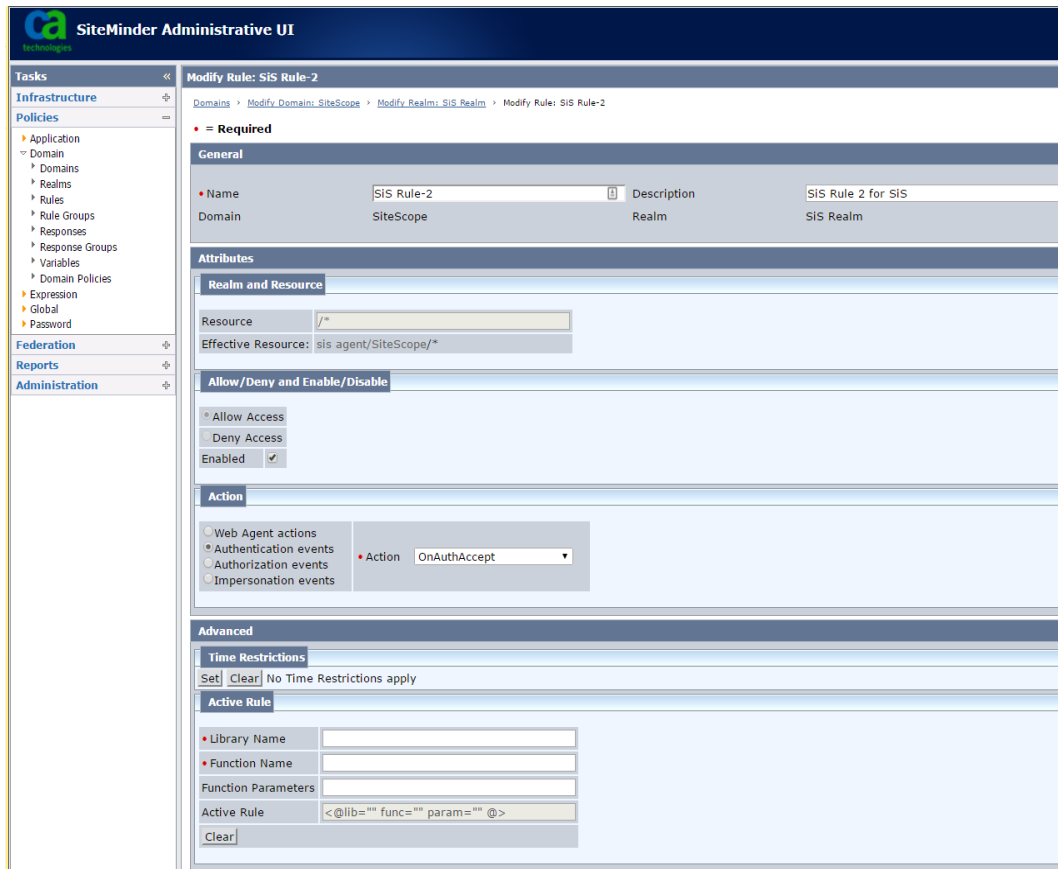 ca
technologies
SiteMinder Administrative UI
Tasks «
Infrastructure
Policies
Application
Domain
Domains
Realms
Rules
Rule Groups
Responses
Response Groups
Variables
Domain Policies
Expression
Global
Password
Federation
Reports
Administration
Modify Rule: SiS Rule-2
Domains › Modify Domain: SiteScope › Modify Realm: SiS Realm › Modify Rule: SiS Rule-2
• = Required
General
• Name SiS Rule-2 Description SiS Rule 2 for SiS
Domain SiteScope Realm SiS Realm
Attributes
Realm and Resource
Resource /*
Effective Resource: sis agent/SiteScope/*
Allow/Deny and Enable/Disable
Allow Access
Deny Access
Enabled
Action
Web Agent actions
Authentication events
Authorization events
Impersonation events
• Action OnAuthAccept
Advanced
Time Restrictions
Set Clear No Time Restrictions apply
Active Rule
• Library Name
• Function Name
Function Parameters
Active Rule <@lib="" func="" param="" @>
Clear